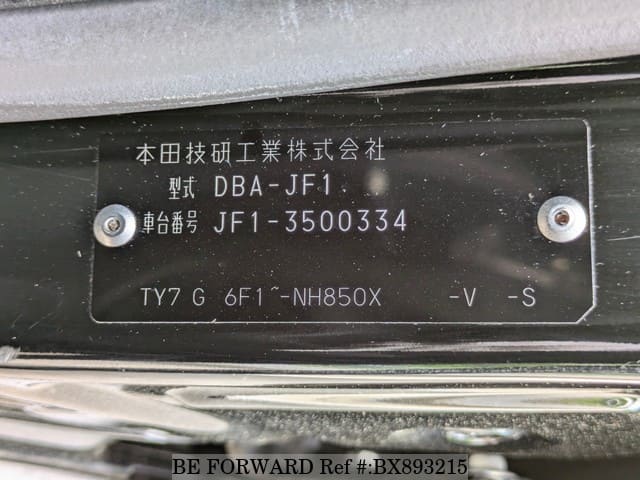 本田技研工業株式会社
型式 DBA-JF1
車台番号 JF1-3500334
TY7 G 6F1~-NH850X -V -S
BE FORWARD Ref #:BX893215